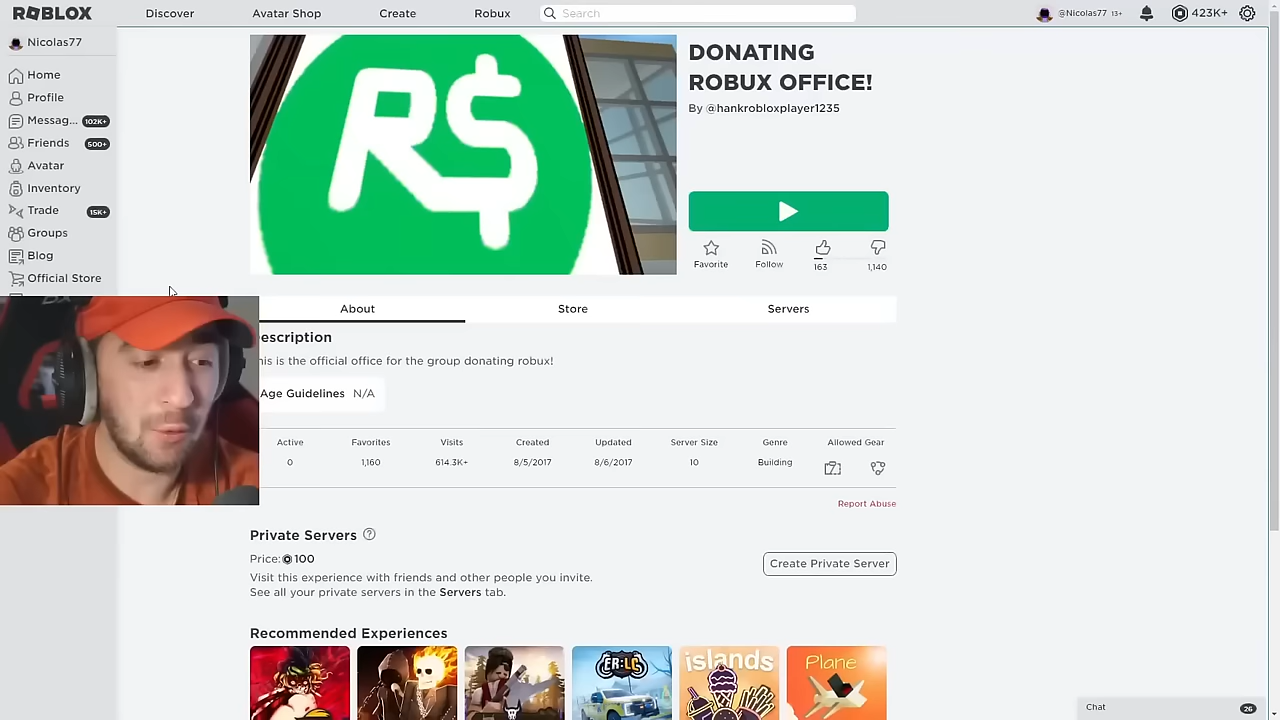 ROBLOX
Discover
Avatar Shop
Create
Robux
Search
@Nicolas77 13+
423K+
Nicolas77
Home
Profile
Messag... 102K+
Friends 500+
Avatar
Inventory
Trade 15K+
Groups
Blog
Official Store
R$
DONATING
ROBUX OFFICE!
By @hankrobloxplayer1235
Favorite
Follow
163
1,140
About
Store
Servers
escription
his is the official office for the group donating robux!
Age Guidelines N/A
Active
Favorites
Visits
Created
Updated
Server Size
Genre
Allowed Gear
0
1,160
614.3K+
8/5/2017
8/6/2017
10
Building
Report Abuse
Private Servers
Price: 100
Create Private Server
Visit this experience with friends and other people you invite.
See all your private servers in the Servers tab.
Recommended Experiences
ER:LC
islands
Plane
Chat
26